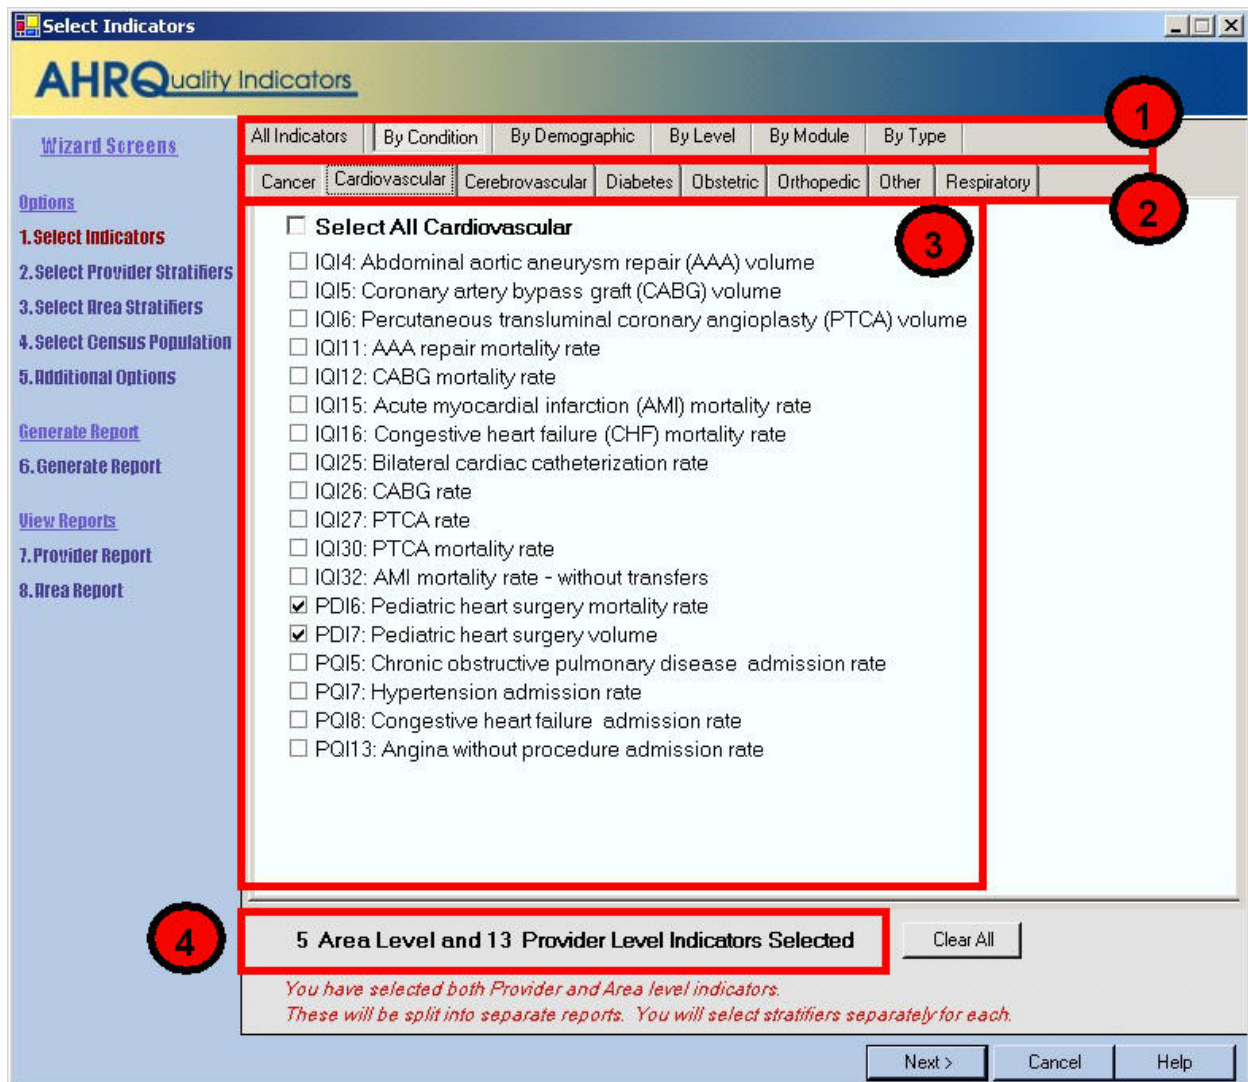 Select Indicators
AHRQuality Indicators
Wizard Screens
Options
1. Select Indicators
2. Select Provider Stratifiers
3. Select Area Stratifiers
4. Select Census Population
5. Additional Options
Generate Report
6. Generate Report
View Reports
7. Provider Report
8. Area Report
All Indicators By Condition By Demographic By Level By Module By Type
1
Cancer Cardiovascular Cerebrovascular Diabetes Obstetric Orthopedic Other Respiratory
2
Select All Cardiovascular
3
IQI4: Abdominal aortic aneurysm repair (AAA) volume
IQI5: Coronary artery bypass graft (CABG) volume
IQI6: Percutaneous transluminal coronary angioplasty (PTCA) volume
IQI11: AAA repair mortality rate
IQI12: CABG mortality rate
IQI15: Acute myocardial infarction (AMI) mortality rate
IQI16: Congestive heart failure (CHF) mortality rate
IQI25: Bilateral cardiac catheterization rate
IQI26: CABG rate
IQI27: PTCA rate
IQI30: PTCA mortality rate
IQI32: AMI mortality rate - without transfers
PDI6: Pediatric heart surgery mortality rate
PDI7: Pediatric heart surgery volume
PQI5: Chronic obstructive pulmonary disease admission rate
PQI7: Hypertension admission rate
PQI8: Congestive heart failure admission rate
PQI13: Angina without procedure admission rate
4
5 Area Level and 13 Provider Level Indicators Selected
Clear All
You have selected both Provider and Area level indicators.
These will be split into separate reports. You will select stratifiers separately for each.
Next > Cancel Help